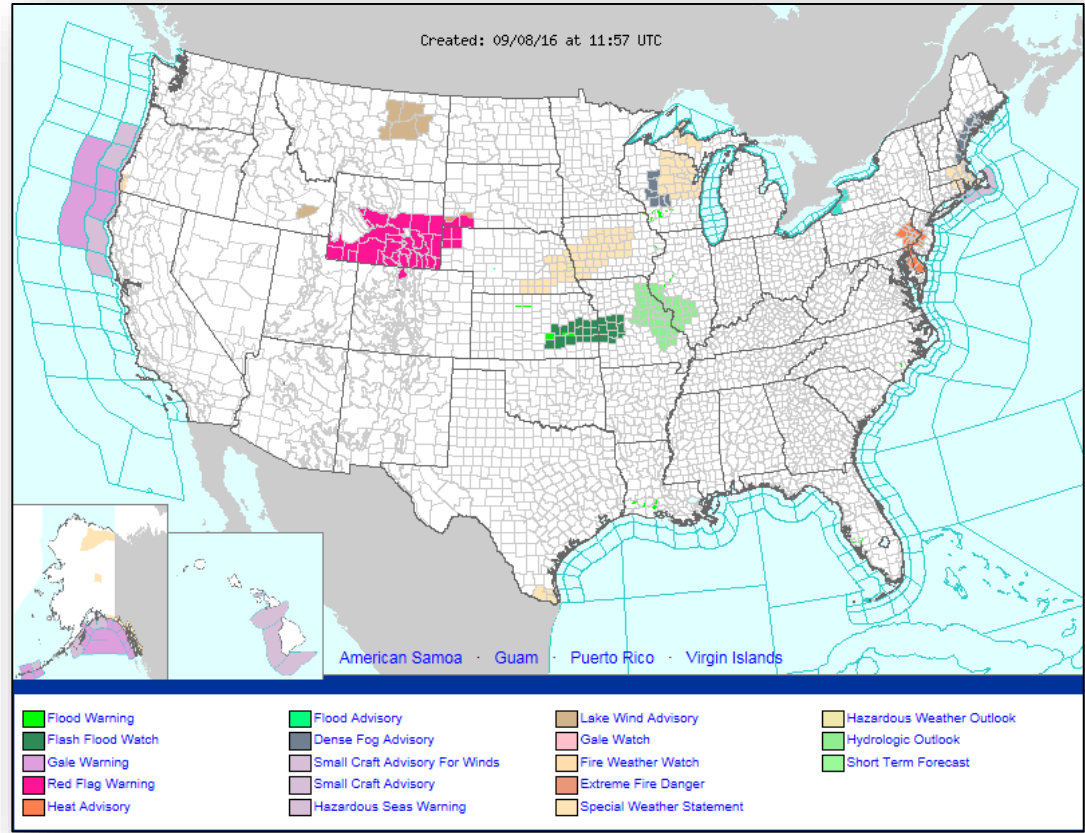 Created: 09/08/16 at 11:57 UTC
American Samoa · Guam · Puerto Rico · Virgin Islands
Flood Warning
Flash Flood Watch
Gale Warning
Red Flag Warning
Heat Advisory
Flood Advisory
Dense Fog Advisory
Small Craft Advisory For Winds
Small Craft Advisory
Hazardous Seas Warning
Lake Wind Advisory
Gale Watch
Fire Weather Watch
Extreme Fire Danger
Special Weather Statement
Hazardous Weather Outlook
Hydrologic Outlook
Short Term Forecast